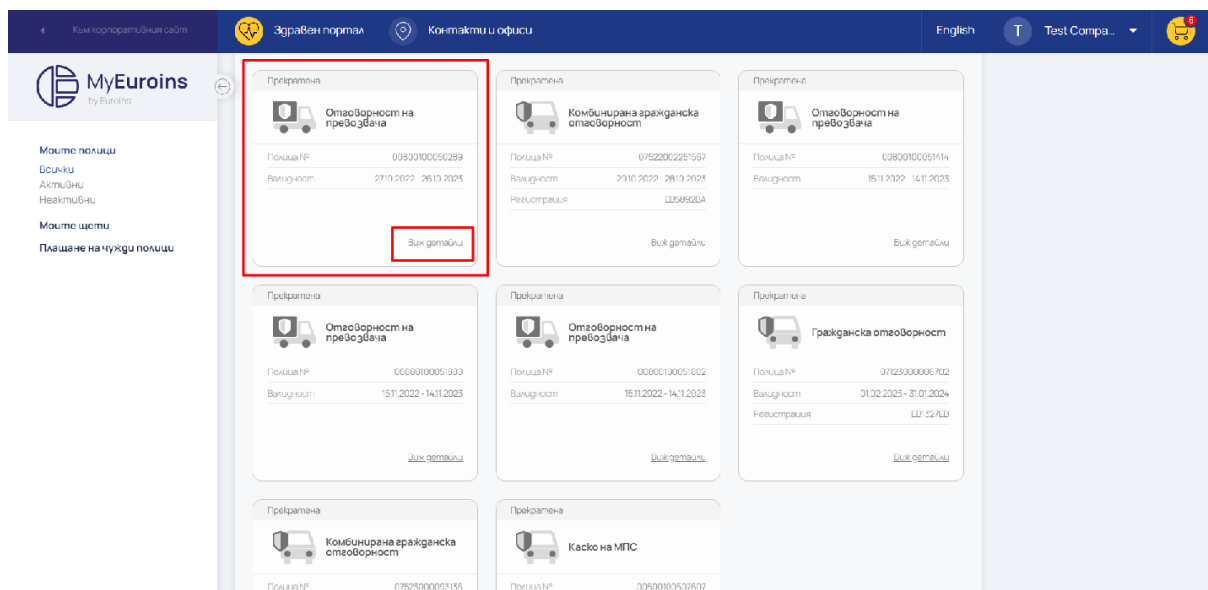 Към корпоративния сайт
Здравен портал
Контакти и офиси
English
T
Test Compa...
6
MyEuroins
by Euroins
Моите полици
Всички
Активни
Неактивни
Моите щети
Плащане на чужди полици
Прекратена
Отговорност на
превозвача
Полица №
00800100050289
Валидност
27.10.2022 - 26.10.2023
Виж детайли
Прекратена
Комбинирана гражданска
отговорност
Полица №
07522002251567
Валидност
29.10.2022 - 28.10.2023
Регистрация
Виж детайли
Прекратена
Отговорност на
превозвача
Полица №
00800100051414
Валидност
15.11.2022 - 14.11.2023
Виж детайли
Прекратена
Отговорност на
превозвача
Полица №
Валидност
15.11.2022 - 14.11.2023
Виж детайли
Прекратена
Отговорност на
превозвача
Полица №
00800100051882
Валидност
15.11.2022 - 14.11.2023
Виж детайли
Прекратена
Гражданска отговорност
Полица №
07123000006702
Валидност
01.02.2023 - 31.01.2024
Регистрация
Виж детайли
Прекратена
Комбинирана гражданска
отговорност
Полица №
07523000093136
Прекратена
Каско на МПС
Полица №
00500100507607